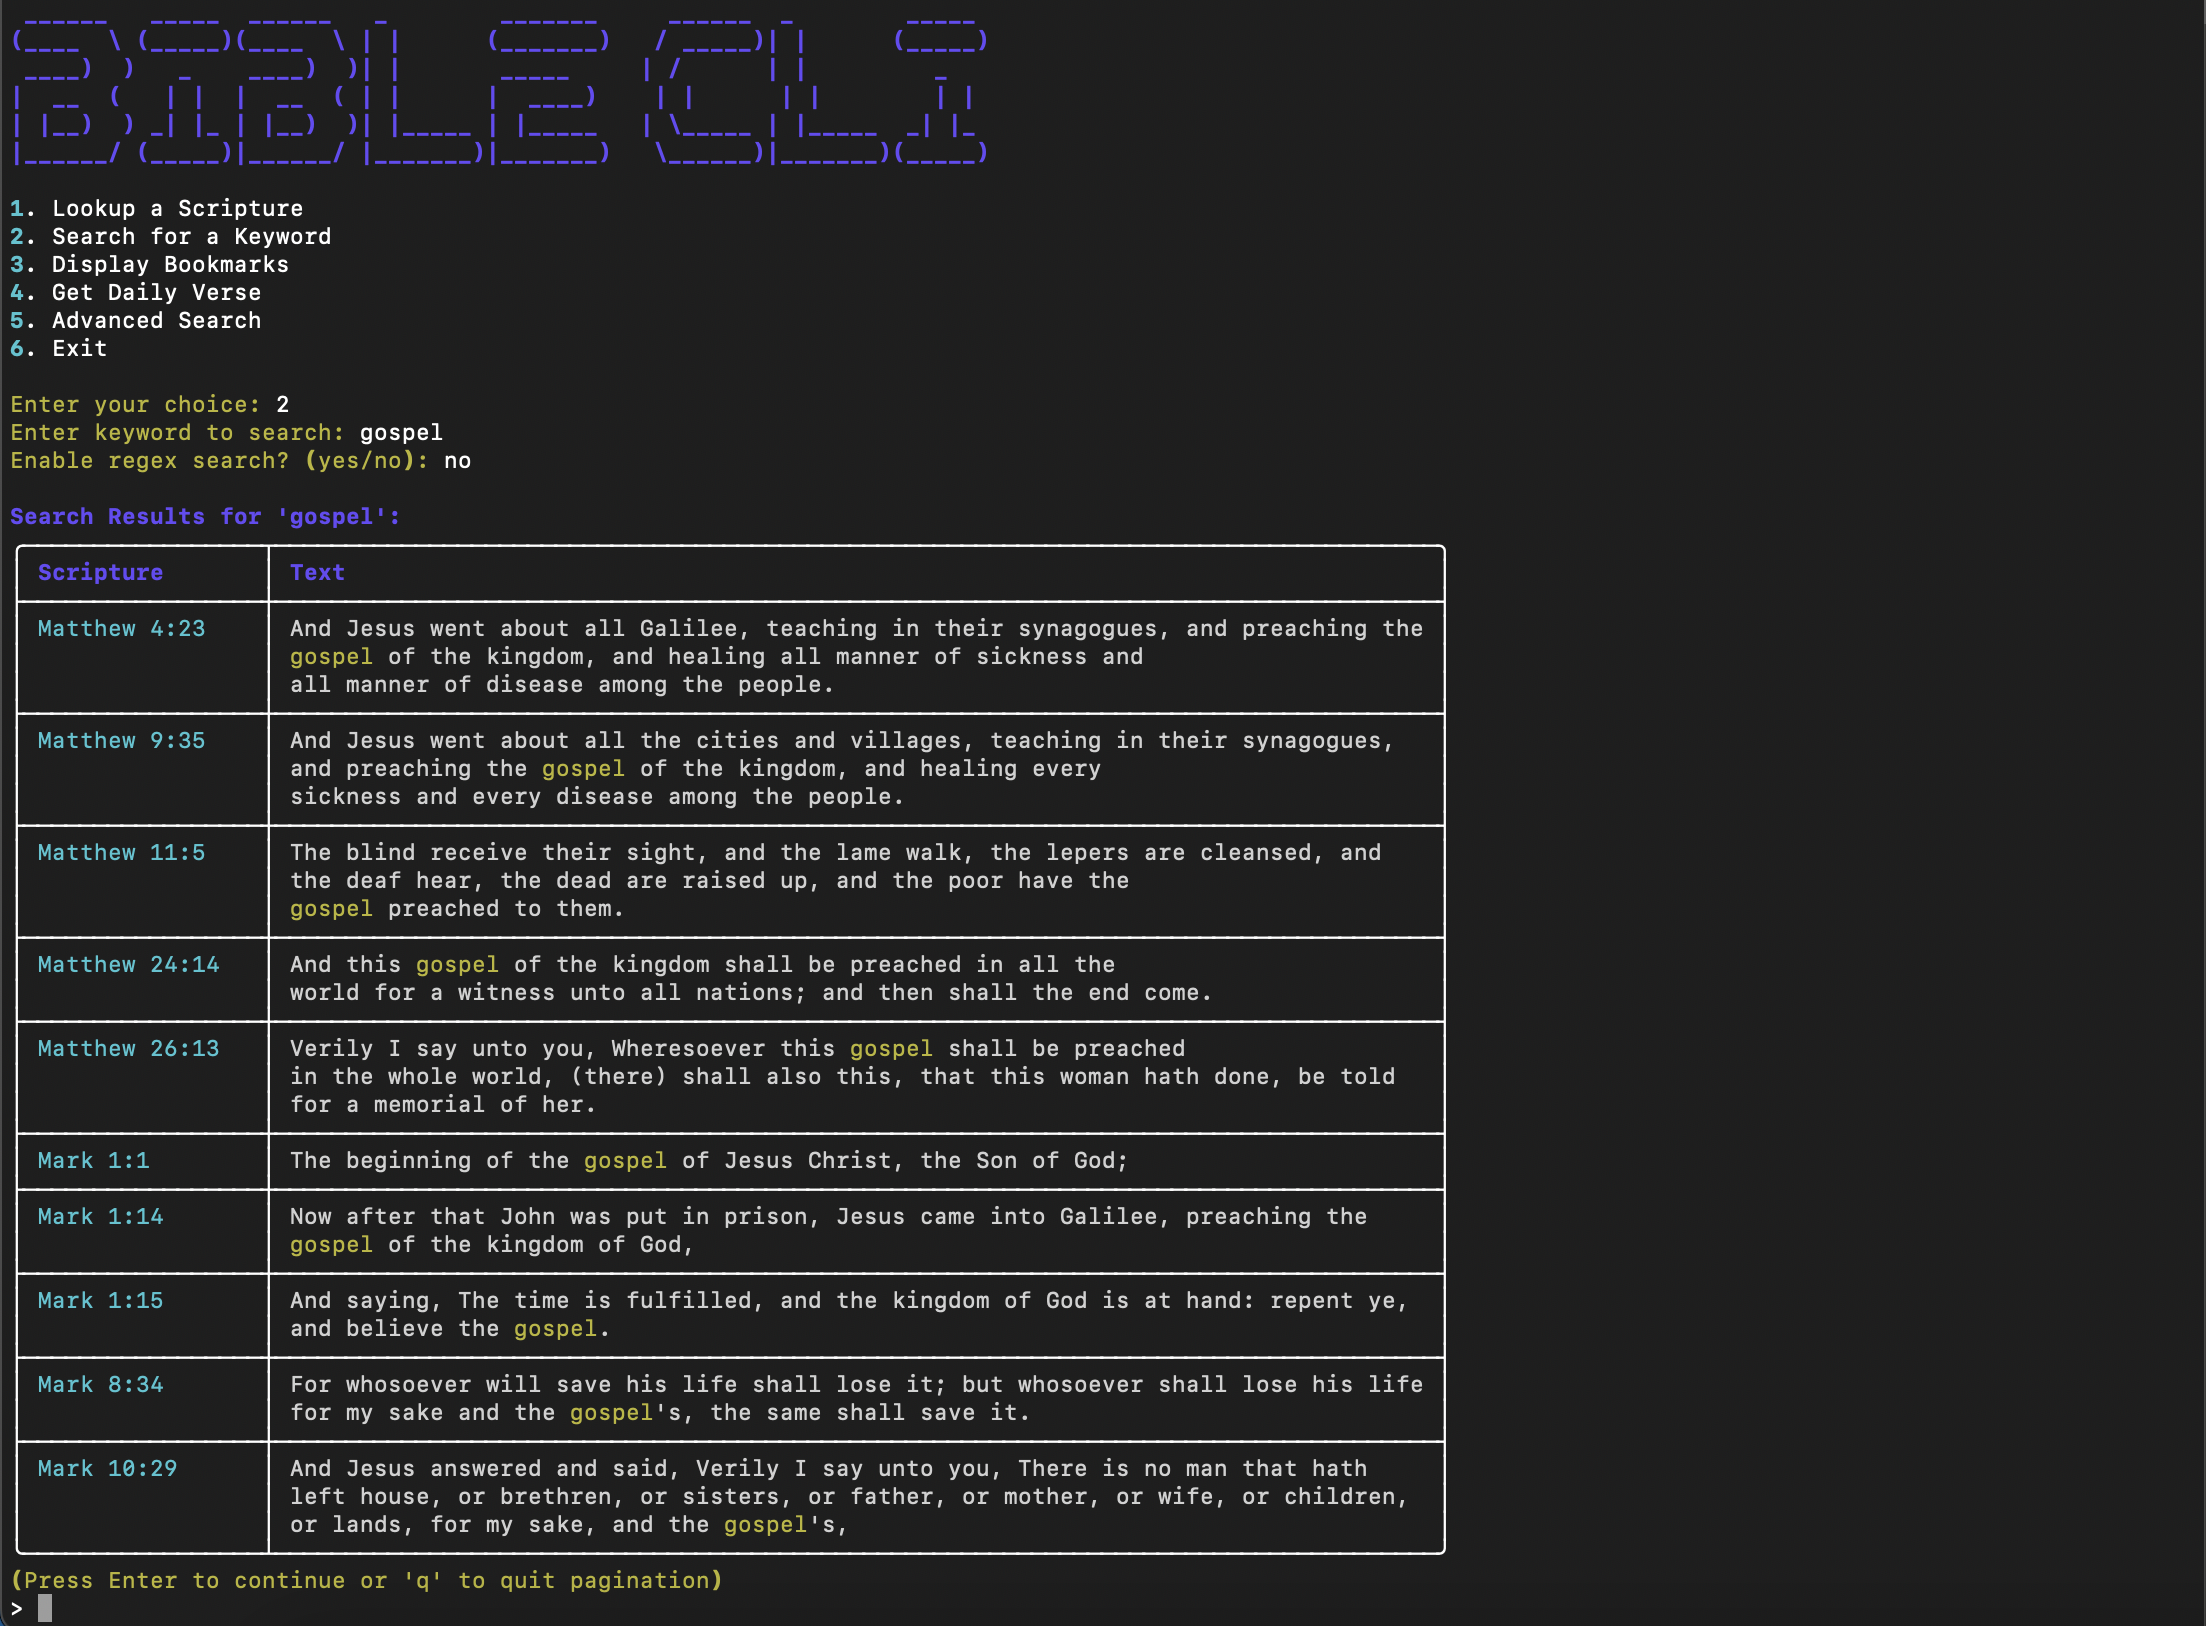 BIBLE CLI
1. Lookup a Scripture
2. Search for a Keyword
3. Display Bookmarks
4. Get Daily Verse
5. Advanced Search
6. Exit
Enter your choice: 2
Enter keyword to search: gospel
Enable regex search? (yes/no): no
Search Results for 'gospel':
Scripture Text
Matthew 4:23 And Jesus went about all Galilee, teaching in their synagogues, and preaching the
gospel of the kingdom, and healing all manner of sickness and
all manner of disease among the people.
Matthew 9:35 And Jesus went about all the cities and villages, teaching in their synagogues,
and preaching the gospel of the kingdom, and healing every
sickness and every disease among the people.
Matthew 11:5 The blind receive their sight, and the lame walk, the lepers are cleansed, and
the deaf hear, the dead are raised up, and the poor have the
gospel preached to them.
Matthew 24:14 And this gospel of the kingdom shall be preached in all the
world for a witness unto all nations; and then shall the end come.
Matthew 26:13 Verily I say unto you, Wheresoever this gospel shall be preached
in the whole world, (there) shall also this, that this woman hath done, be told
for a memorial of her.
Mark 1:1 The beginning of the gospel of Jesus Christ, the Son of God;
Mark 1:14 Now after that John was put in prison, Jesus came into Galilee, preaching the
gospel of the kingdom of God,
Mark 1:15 And saying, The time is fulfilled, and the kingdom of God is at hand: repent ye,
and believe the gospel.
Mark 8:34 For whosoever will save his life shall lose it; but whosoever shall lose his life
for my sake and the gospel's, the same shall save it.
Mark 10:29 And Jesus answered and said, Verily I say unto you, There is no man that hath
left house, or brethren, or sisters, or father, or mother, or wife, or children,
or lands, for my sake, and the gospel's,
(Press Enter to continue or 'q' to quit pagination)
>